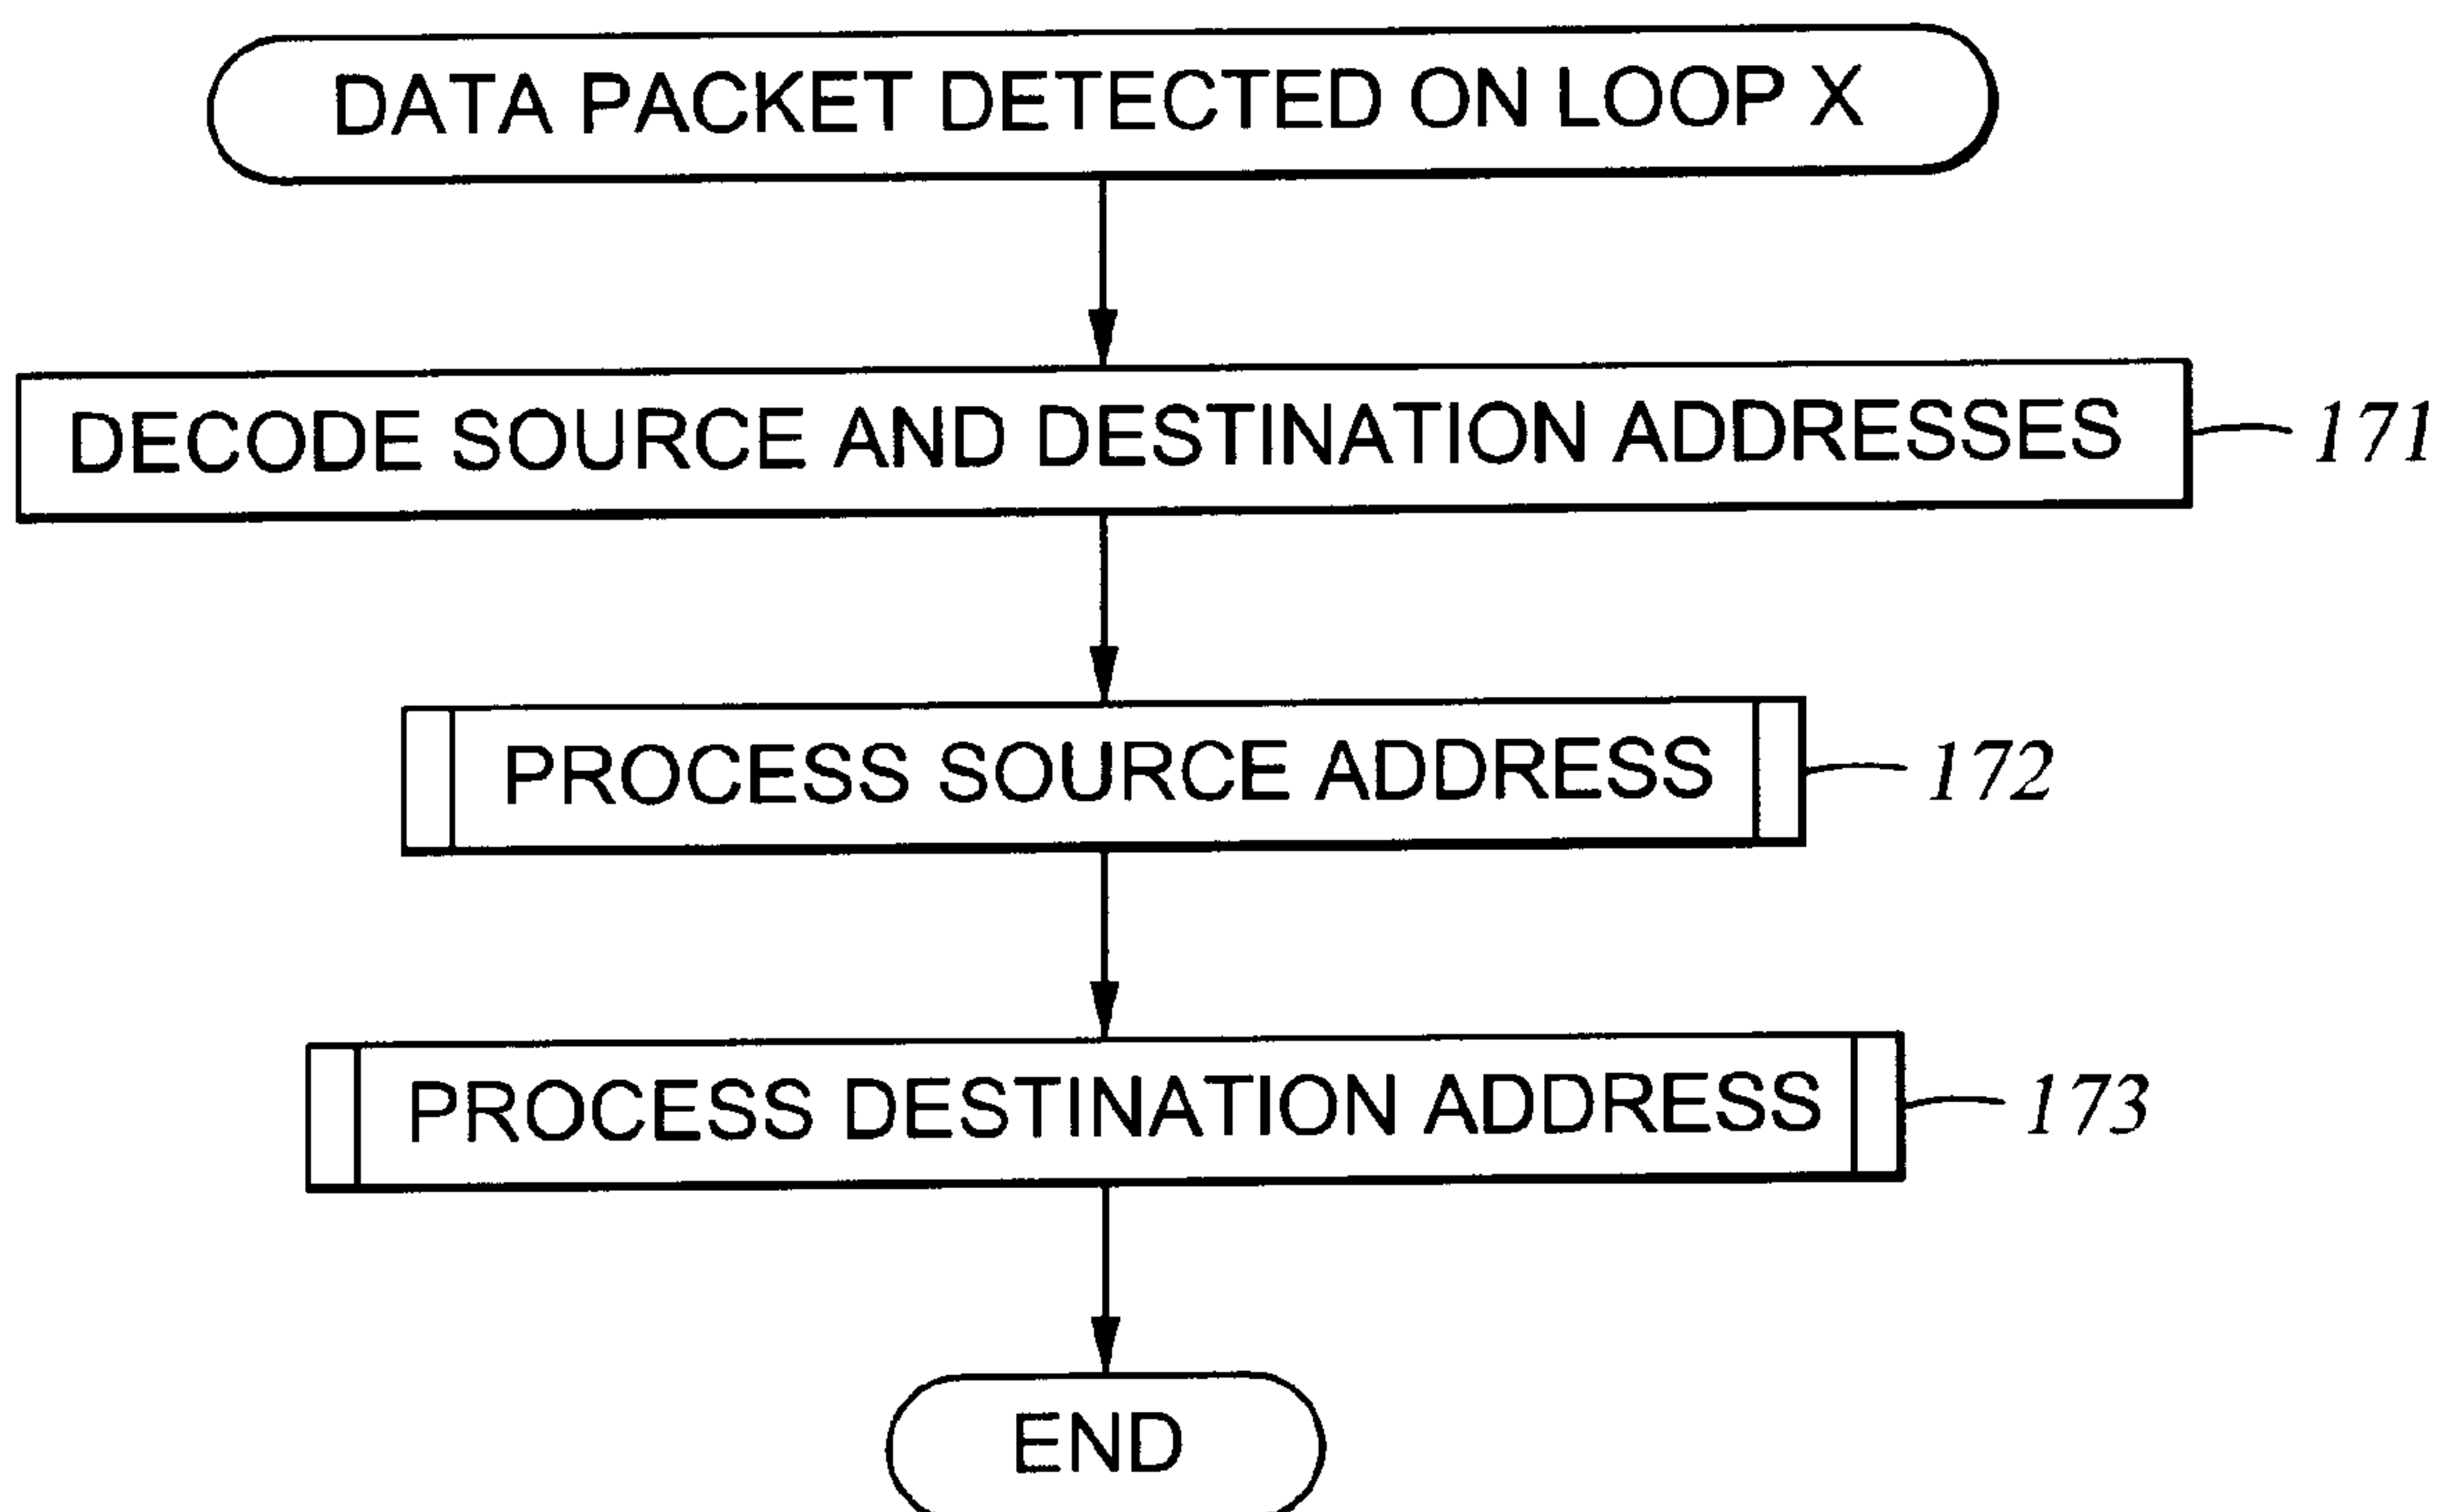 DATA PACKET DETECTED ON LOOP X
DECODE SOURCE AND DESTINATION ADDRESSES 171
PROCESS SOURCE ADDRESS 172
PROCESS DESTINATION ADDRESS 173
END